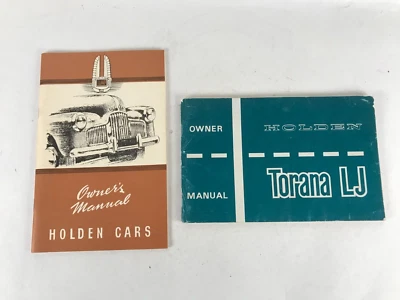 Owner's
Manual
HOLDEN CARS
OWNER
HOLDEN
MANUAL
Torana LJ